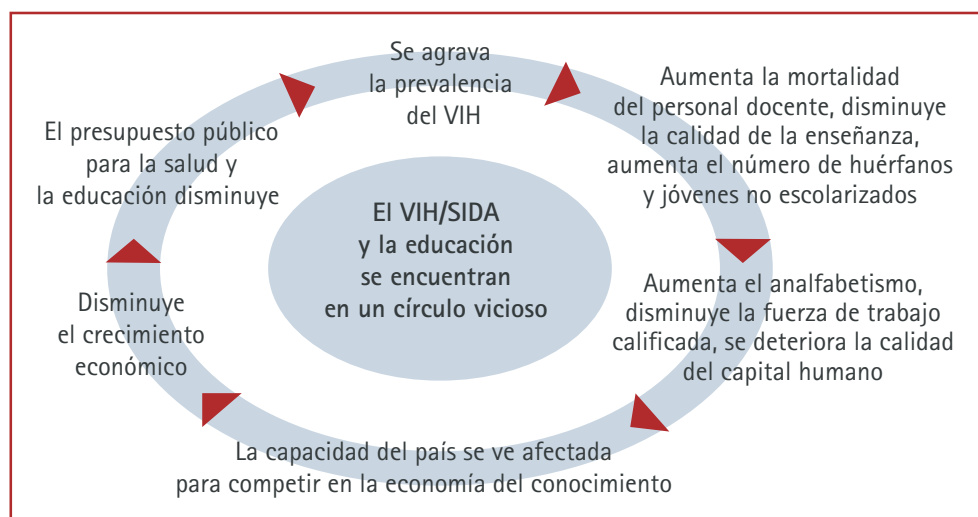 Se agrava
la prevalencia
del VIH
Aumenta la mortalidad
del personal docente, disminuye
la calidad de la enseñanza,
aumenta el número de huérfanos
y jóvenes no escolarizados
Aumenta el analfabetismo,
disminuye la fuerza de trabajo
calificada, se deteriora la calidad
del capital humano
La capacidad del país se ve afectada
para competir en la economía del conocimiento
Disminuye
el crecimiento
económico
El presupuesto público
para la salud y
la educación disminuye
El VIH/SIDA
y la educación
se encuentran
en un círculo vicioso